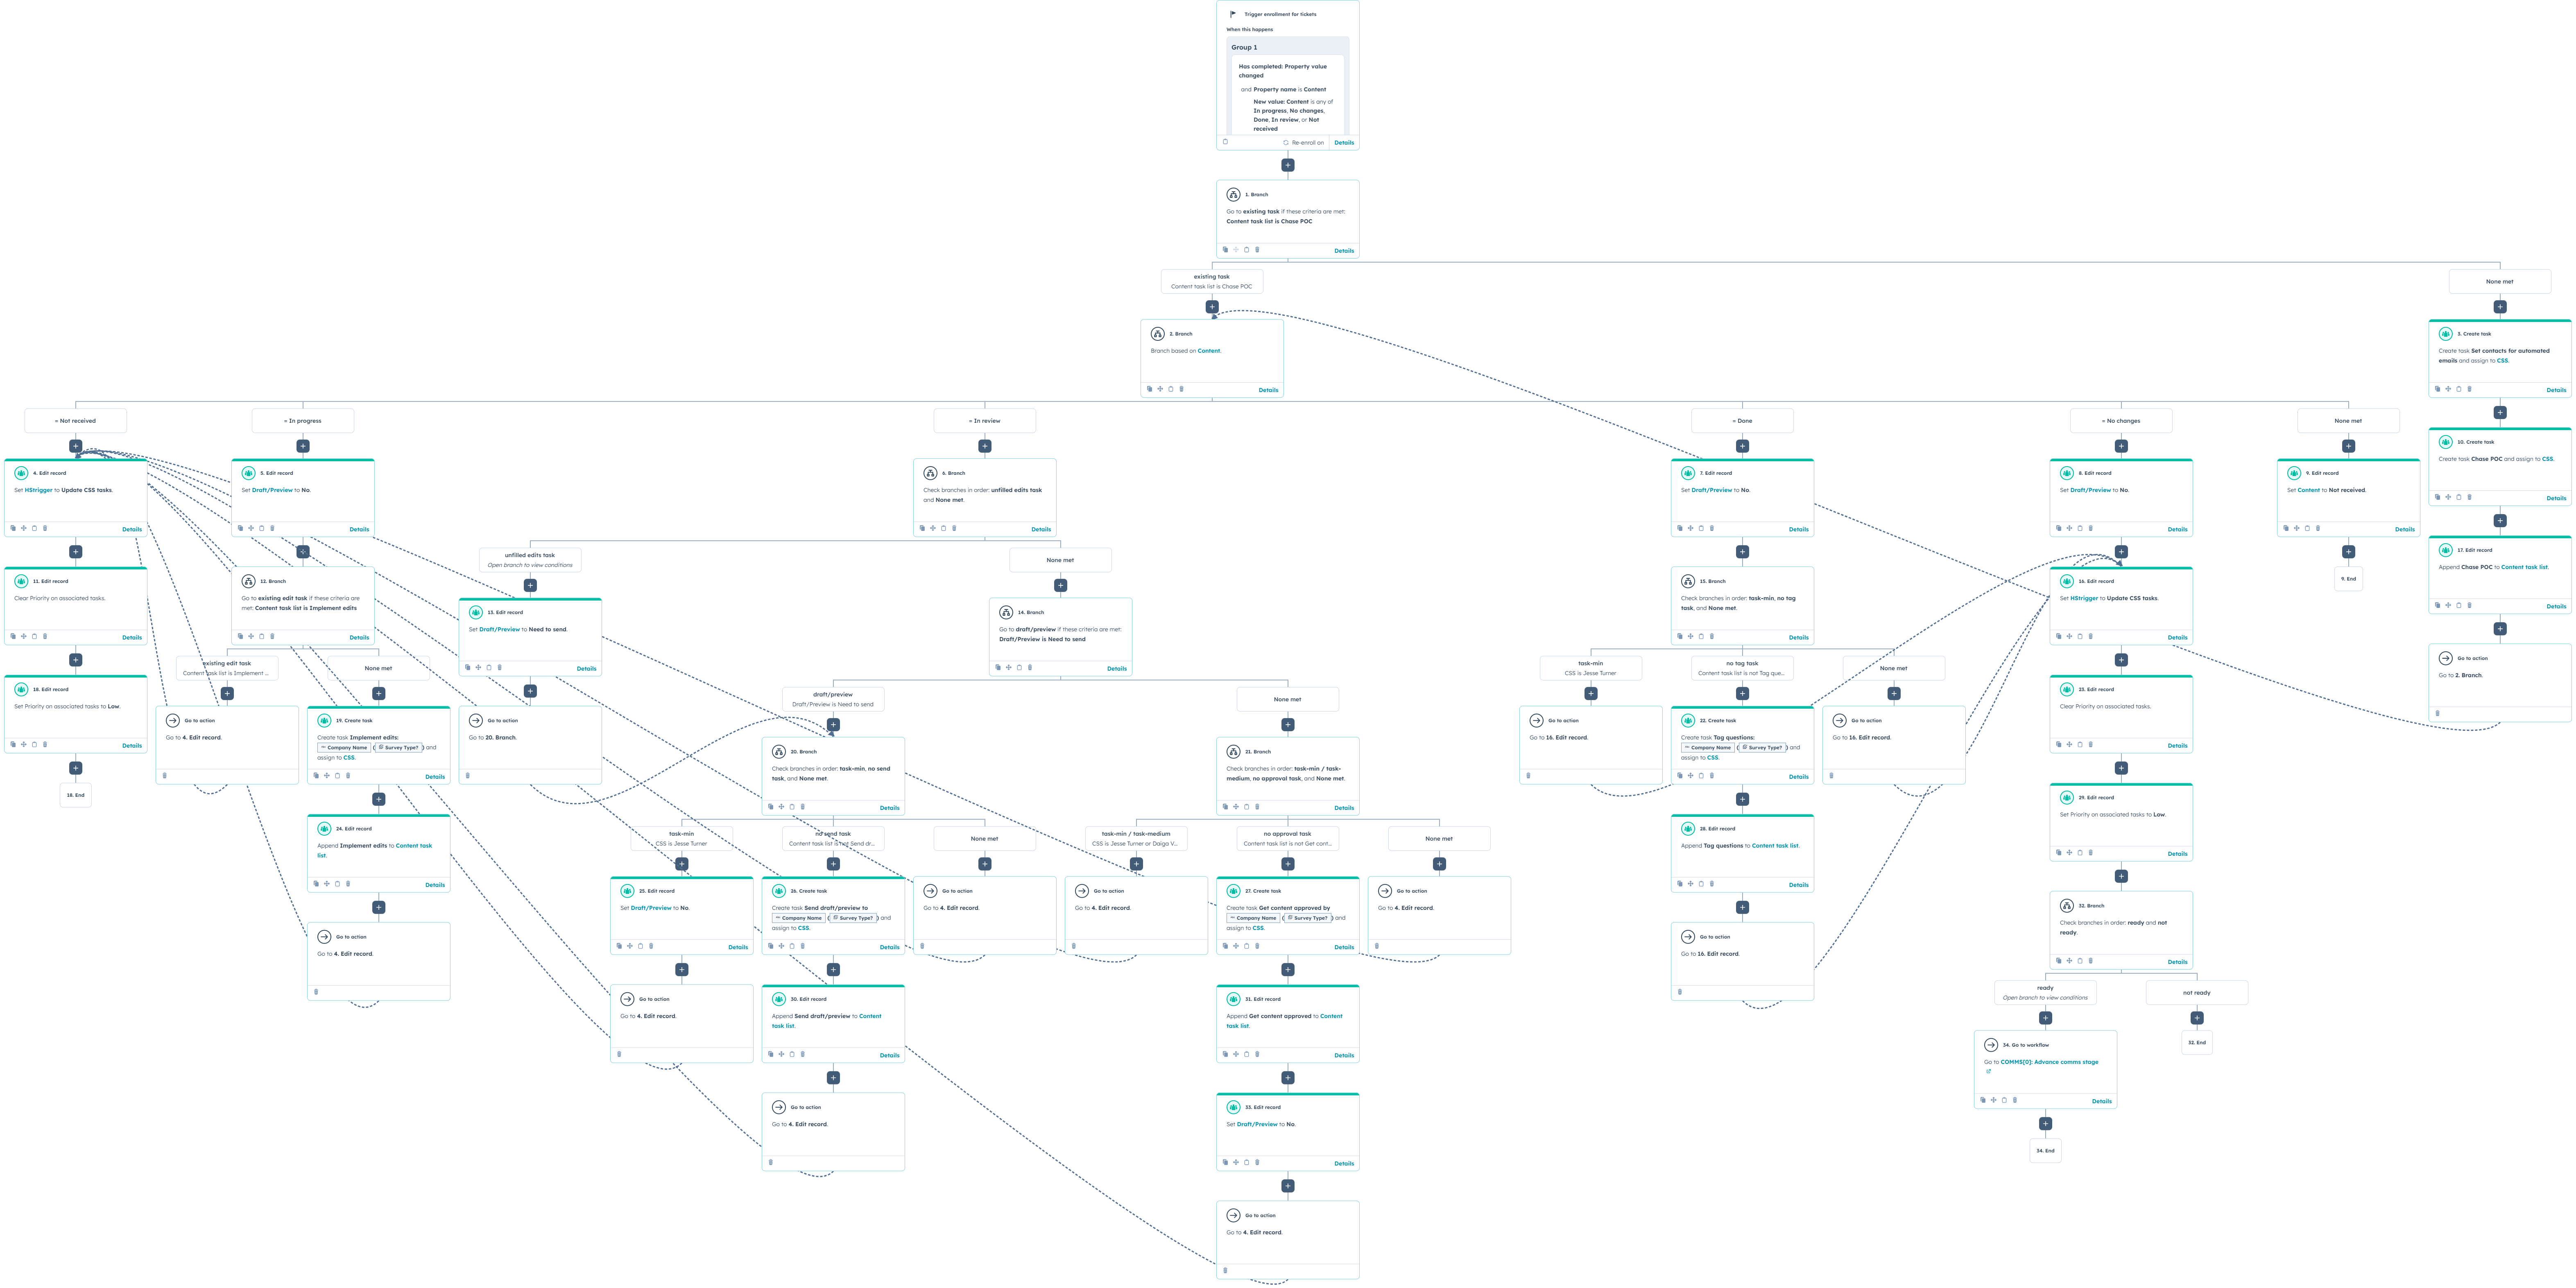 Trigger enrollment for tickets
When this happens
Group 1
Has completed: Property value
changed
and Property name is Content
New value: Content is any of
In progress, No changes,
Done, In review, or Not
received
Re-enroll on
Details
1. Branch
Go to existing task if these criteria are met:
Content task list is Chase POC
Details
existing task
Content task list is Chase POC
None met
2. Branch
Branch based on Content.
Details
3. Create task
Create task Set contacts for automated
emails and assign to CSS.
Details
= Not received
= In progress
= In review
= Done
= No changes
None met
10. Create task
Create task Chase POC and assign to CSS.
Details
4. Edit record
Set HStrigger to Update CSS tasks.
Details
5. Edit record
Set Draft/Preview to No.
Details
6. Branch
Check branches in order: unfilled edits task
and None met.
Details
7. Edit record
Set Draft/Preview to No.
Details
8. Edit record
Set Draft/Preview to No.
Details
9. Edit record
Set Content to Not received.
Details
9. End
17. Edit record
Append Chase POC to Content task list.
Details
Go to action
Go to 2. Branch.
11. Edit record
Clear Priority on associated tasks.
Details
12. Branch
Go to existing edit task if these criteria are
met: Content task list is Implement edits
Details
unfilled edits task
Open branch to view conditions
None met
13. Edit record
Set Draft/Preview to Need to send.
Details
14. Branch
Go to draft/preview if these criteria are met:
Draft/Preview is Need to send
Details
15. Branch
Check branches in order: task-min, no tag
task, and None met.
Details
16. Edit record
Set HStrigger to Update CSS tasks.
Details
18. Edit record
Set Priority on associated tasks to Low.
Details
18. End
existing edit task
Content task list is Implement ...
None met
Go to action
Go to 4. Edit record.
19. Create task
Create task Implement edits:
Company Name ( Survey Type? ) and
assign to CSS.
Details
Go to action
Go to 20. Branch.
draft/preview
Draft/Preview is Need to send
None met
20. Branch
Check branches in order: task-min, no send
task, and None met.
Details
21. Branch
Check branches in order: task-min / task-
medium, no approval task, and None met.
Details
task-min
CSS is Jesse Turner
no tag task
Content task list is not Tag que...
None met
Go to action
Go to 16. Edit record.
22. Create task
Create task Tag questions:
Company Name ( Survey Type? ) and
assign to CSS.
Details
Go to action
Go to 16. Edit record.
23. Edit record
Clear Priority on associated tasks.
Details
24. Edit record
Append Implement edits to Content task
list.
Details
Go to action
Go to 4. Edit record.
task-min
CSS is Jesse Turner
no send task
Content task list is not Send dr...
None met
task-min / task-medium
CSS is Jesse Turner or Daiga V...
no approval task
Content task list is not Get cont...
None met
25. Edit record
Set Draft/Preview to No.
Details
26. Create task
Create task Send draft/preview to
Company Name ( Survey Type? ) and
assign to CSS.
Details
Go to action
Go to 4. Edit record.
Go to action
Go to 4. Edit record.
27. Create task
Create task Get content approved by
Company Name ( Survey Type? ) and
assign to CSS.
Details
Go to action
Go to 4. Edit record.
28. Edit record
Append Tag questions to Content task list.
Details
Go to action
Go to 16. Edit record.
29. Edit record
Set Priority on associated tasks to Low.
Details
Go to action
Go to 4. Edit record.
30. Edit record
Append Send draft/preview to Content
task list.
Details
Go to action
Go to 4. Edit record.
31. Edit record
Append Get content approved to Content
task list.
Details
33. Edit record
Set Draft/Preview to No.
Details
Go to action
Go to 4. Edit record.
32. Branch
Check branches in order: ready and not
ready.
Details
ready
Open branch to view conditions
not ready
32. End
34. Go to workflow
Go to COMMS[0]: Advance comms stage
Details
34. End